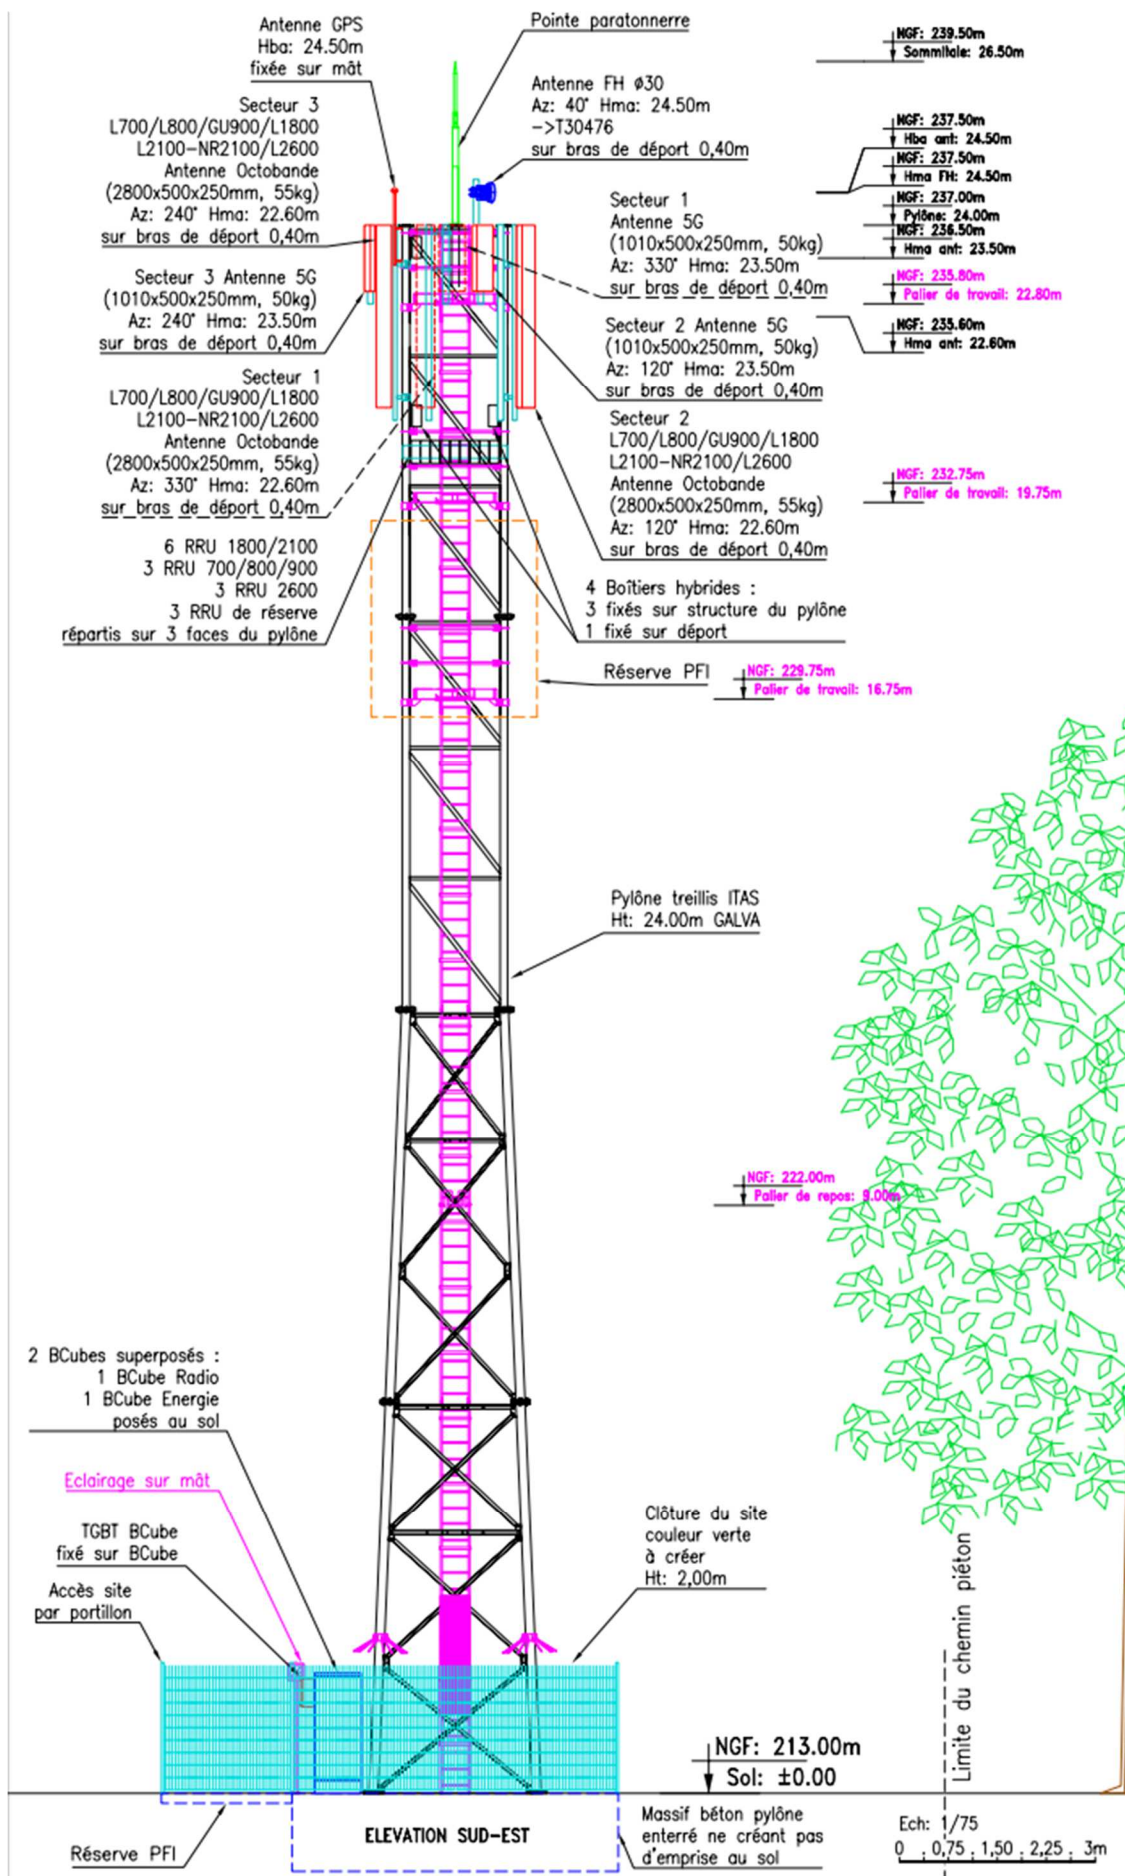 Antenne GPS
Hba: 24.50m
fixée sur mât
Pointe paratonnerre
NGF: 239.50m
Sommitale: 26.50m
Secteur 3
L700/L800/GU900/L1800
L2100-NR2100/L2600
Antenne Octobande
(2800x500x250mm, 55kg)
Az: 240° Hma: 22.60m
sur bras de déport 0,40m
Antenne FH ø30
Az: 40° Hma: 24.50m
->T30476
sur bras de déport 0,40m
NGF: 237.50m
Hba ant: 24.50m
NGF: 237.50m
Hma FH: 24.50m
NGF: 237.00m
Pylône: 24.00m
NGF: 236.50m
Hma ant: 23.50m
NGF: 235.80m
Palier de travail: 22.80m
NGF: 235.60m
Hma ant: 22.60m
Secteur 1
Antenne 5G
(1010x500x250mm, 50kg)
Az: 330° Hma: 23.50m
sur bras de déport 0,40m
Secteur 3 Antenne 5G
(1010x500x250mm, 50kg)
Az: 240° Hma: 23.50m
sur bras de déport 0,40m
Secteur 2 Antenne 5G
(1010x500x250mm, 50kg)
Az: 120° Hma: 23.50m
sur bras de déport 0,40m
Secteur 1
L700/L800/GU900/L1800
L2100-NR2100/L2600
Antenne Octobande
(2800x500x250mm, 55kg)
Az: 330° Hma: 22.60m
sur bras de déport 0,40m
Secteur 2
L700/L800/GU900/L1800
L2100-NR2100/L2600
Antenne Octobande
(2800x500x250mm, 55kg)
Az: 120° Hma: 22.60m
sur bras de déport 0,40m
NGF: 232.75m
Palier de travail: 19.75m
6 RRU 1800/2100
3 RRU 700/800/900
3 RRU 2600
3 RRU de réserve
répartis sur 3 faces du pylône
4 Boîtiers hybrides :
3 fixés sur structure du pylône
1 fixé sur déport
Réserve PFI
NGF: 229.75m
Palier de travail: 16.75m
Pylône treillis ITAS
Ht: 24.00m GALVA
NGF: 222.00m
Palier de repos: 9.00m
2 BCubes superposés :
1 BCube Radio
1 BCube Energie
posés au sol
Eclairage sur mât
TGBT BCube
fixé sur BCube
Accès site
par portillon
Clôture du site
couleur verte
à créer
Ht: 2,00m
Limite du chemin piéton
NGF: 213.00m
Sol: ±0.00
Réserve PFI
ELEVATION SUD-EST
Massif béton pylône
enterré ne créant pas
d'emprise au sol
Ech: 1/75
0 0,75 1,50 2,25 3m